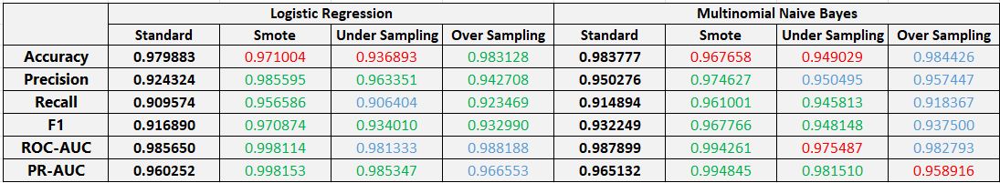 Logistic Regression Multinomial Naive Bayes
Standard Smote Under Sampling Over Sampling Standard Smote Under Sampling Over Sampling
Accuracy 0.979883 0.971004 0.936893 0.983128 0.983777 0.967658 0.949029 0.984426
Precision 0.924324 0.985595 0.963351 0.942708 0.950276 0.974627 0.950495 0.957447
Recall 0.909574 0.956586 0.906404 0.923469 0.914894 0.961001 0.945813 0.918367
F1 0.916890 0.970874 0.934010 0.932990 0.932249 0.967766 0.948148 0.937500
ROC-AUC 0.985650 0.998114 0.981333 0.988188 0.987899 0.994261 0.975487 0.982793
PR-AUC 0.960252 0.998153 0.985347 0.966553 0.965132 0.994845 0.981510 0.958916